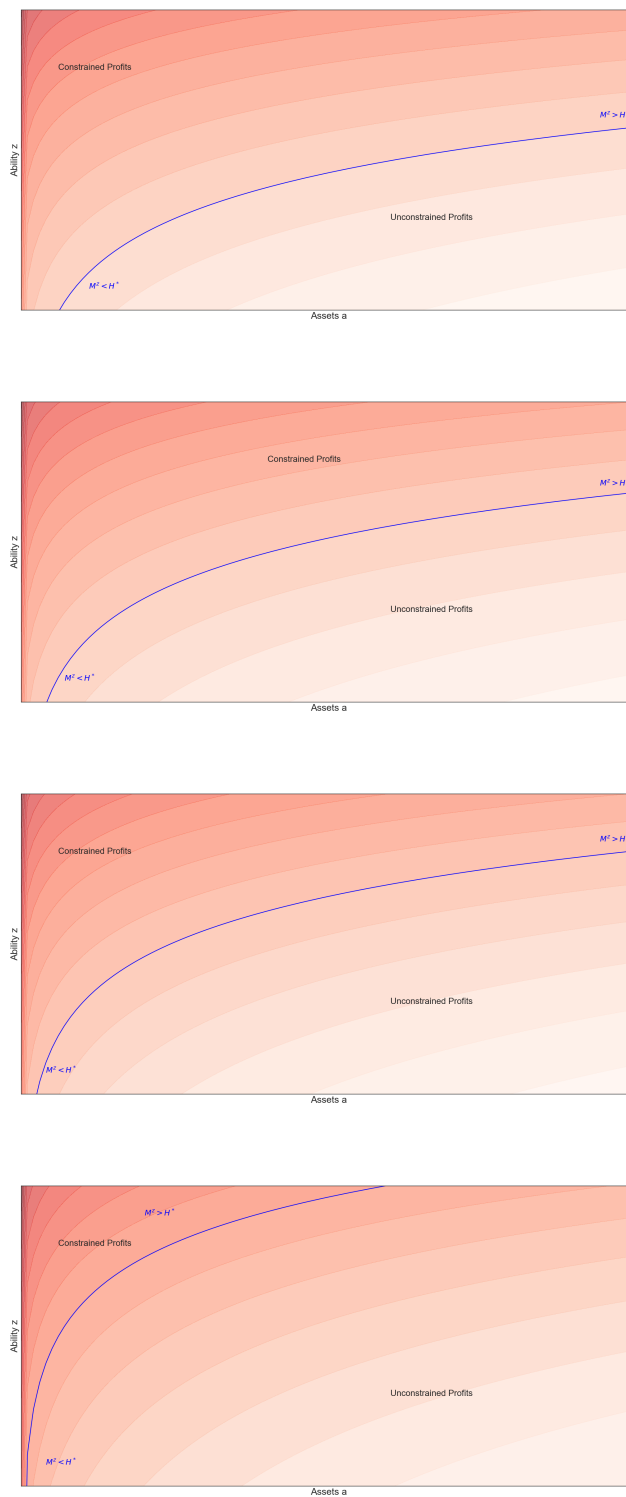 Constrained Profits
M² > H
Ability z
Unconstrained Profits
M² < H*
Assets a
Constrained Profits
M² > H
Ability z
Unconstrained Profits
M² < H*
Assets a
M² > H
Constrained Profits
Ability z
Unconstrained Profits
M² < H*
Assets a
M² > H*
Constrained Profits
Ability z
Unconstrained Profits
M² < H*
Assets a